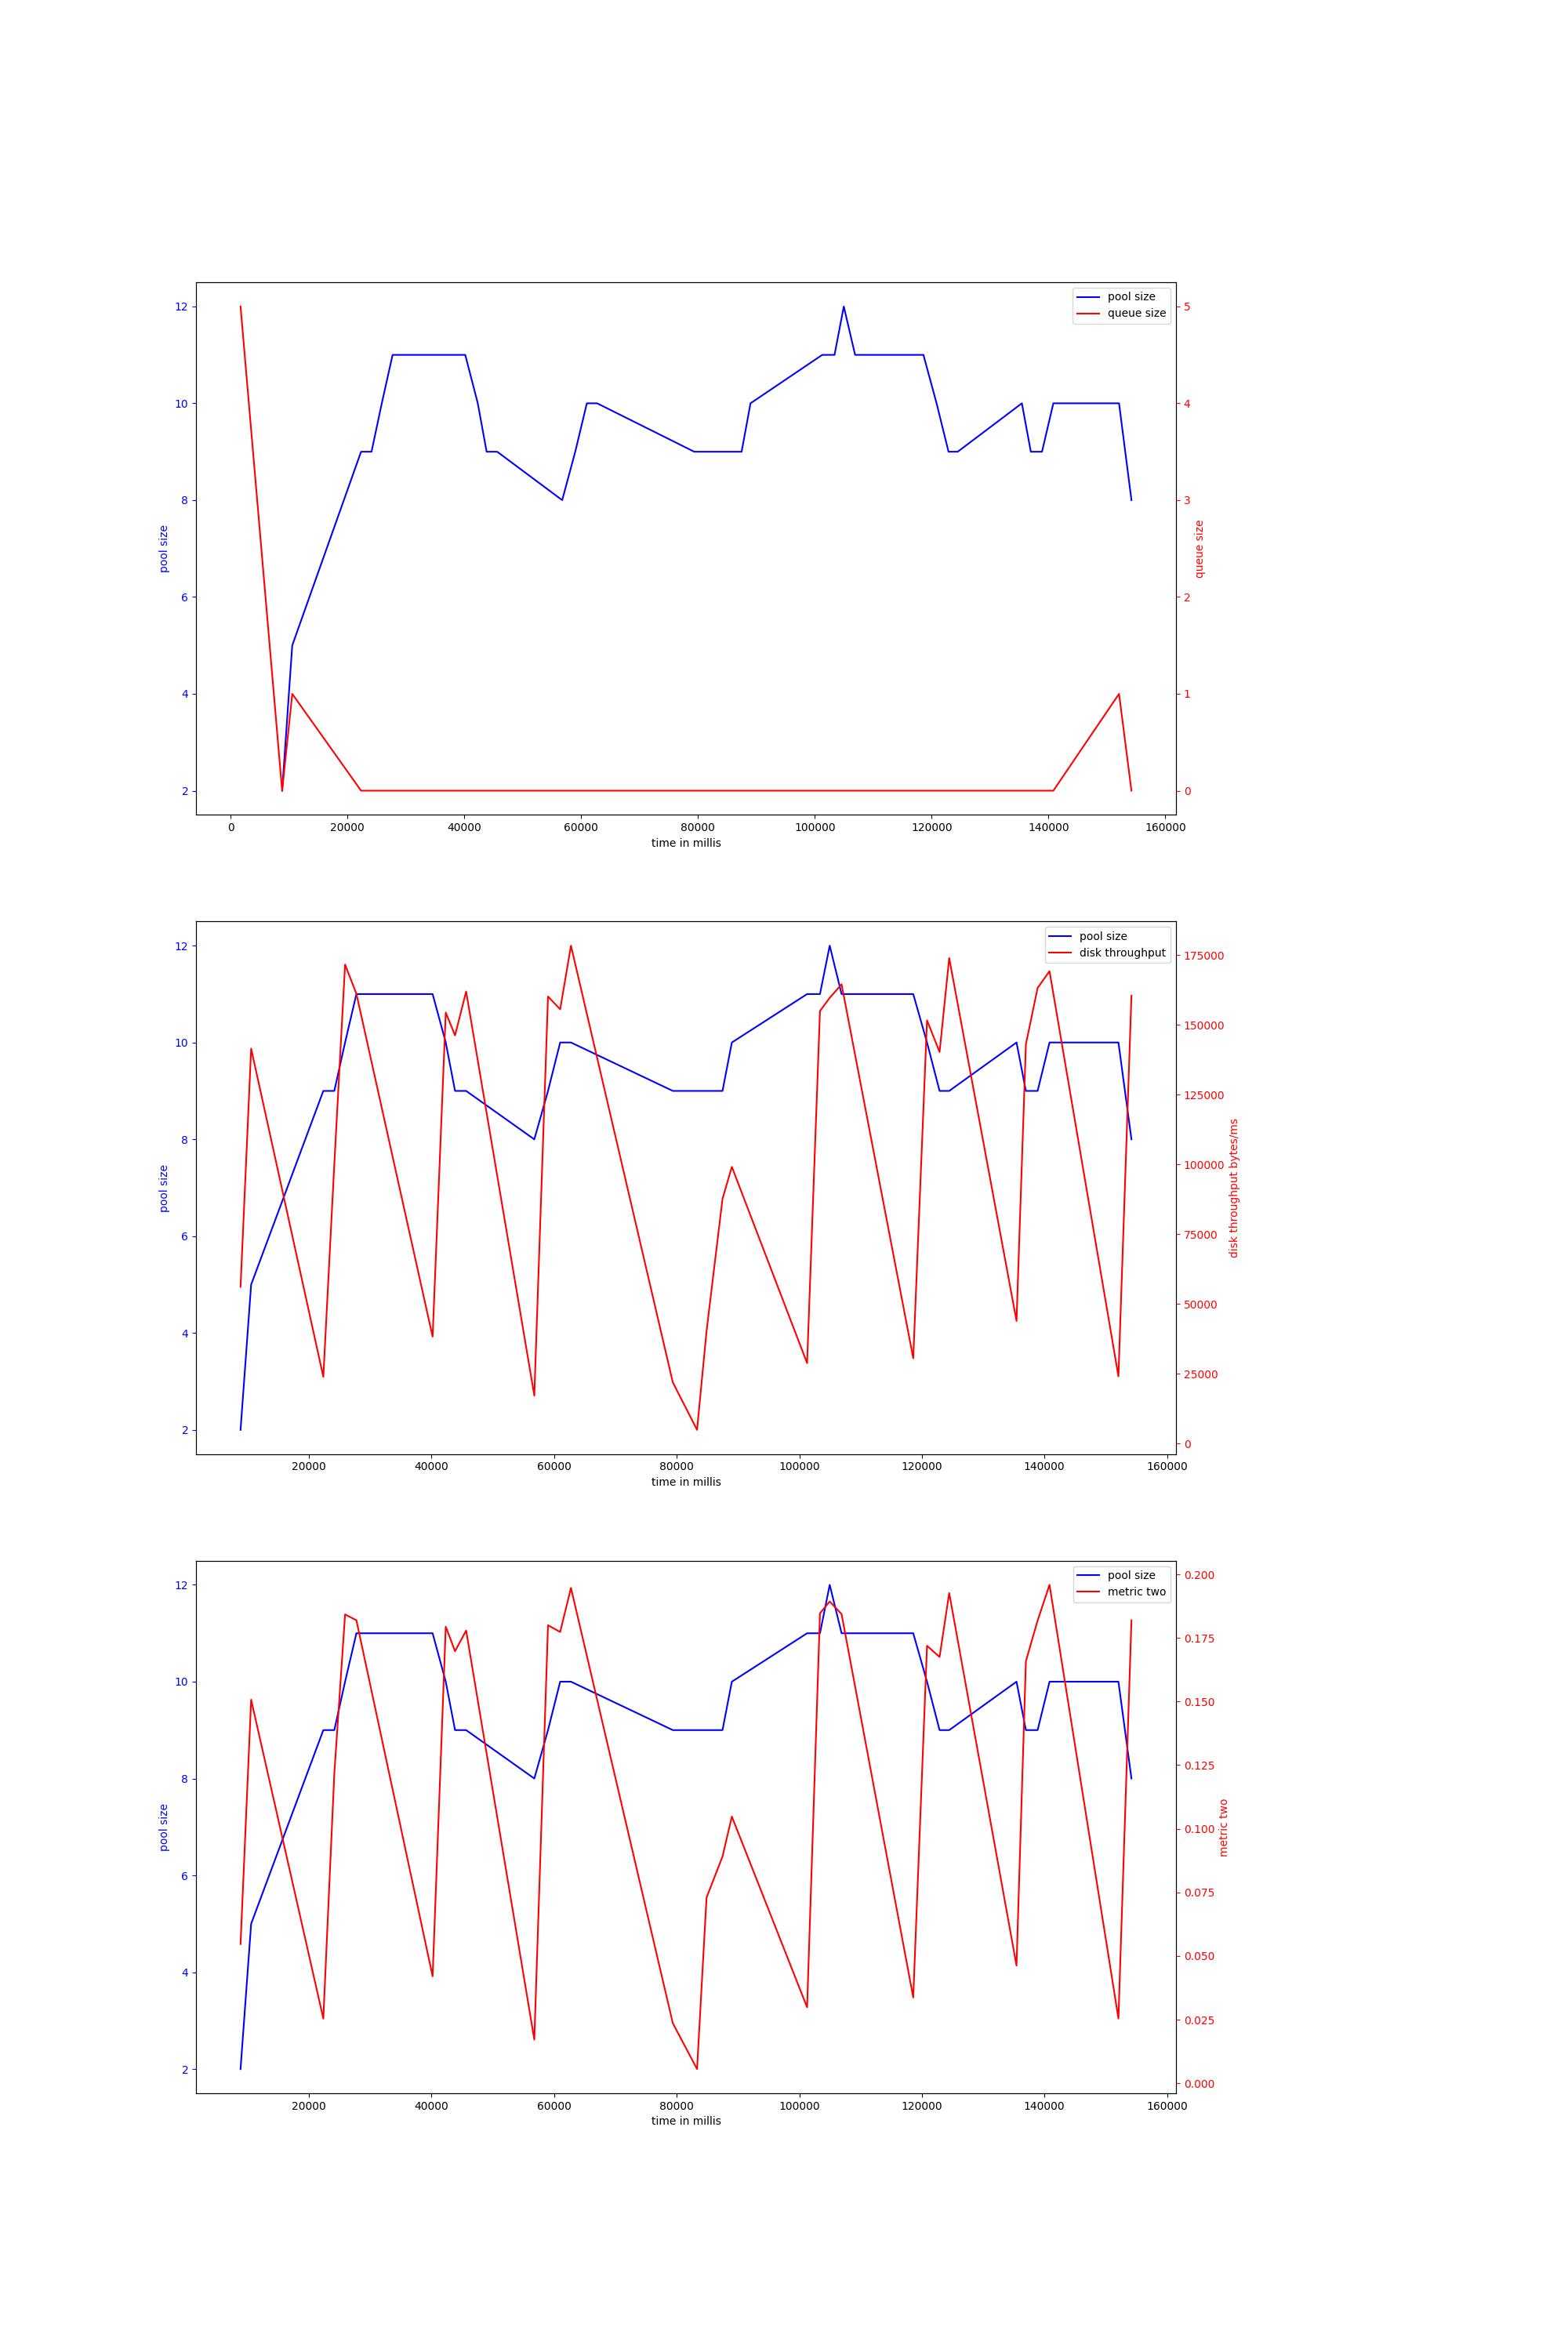 pool size
queue size
12
10
8
6
4
2
pool size
5
4
3
2
1
0
queue size
0 20000 40000 60000 80000 100000 120000 140000 160000
time in millis
pool size
disk throughput
12
10
8
6
4
2
pool size
175000
150000
125000
100000
75000
50000
25000
0
disk throughput bytes/ms
20000 40000 60000 80000 100000 120000 140000 160000
time in millis
pool size
metric two
12
10
8
6
4
2
pool size
0.200
0.175
0.150
0.125
0.100
0.075
0.050
0.025
0.000
metric two
20000 40000 60000 80000 100000 120000 140000 160000
time in millis